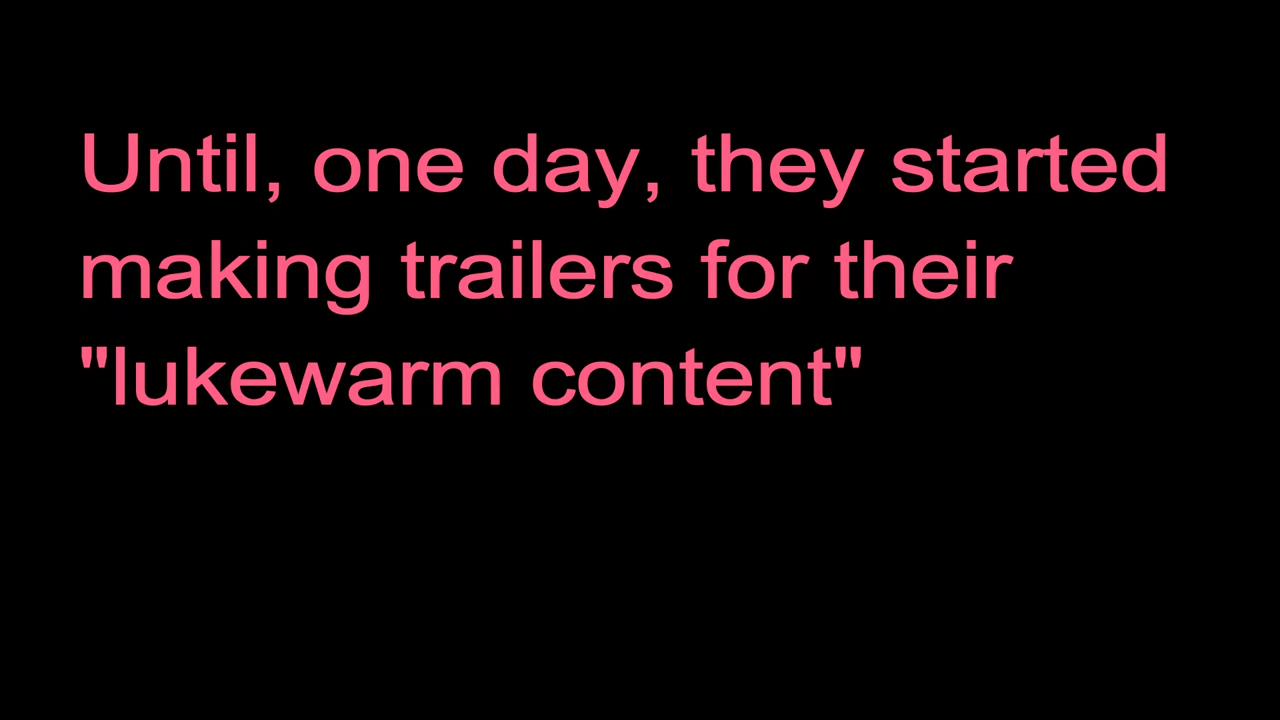 Until, one day, they started
making trailers for their
"lukewarm content"